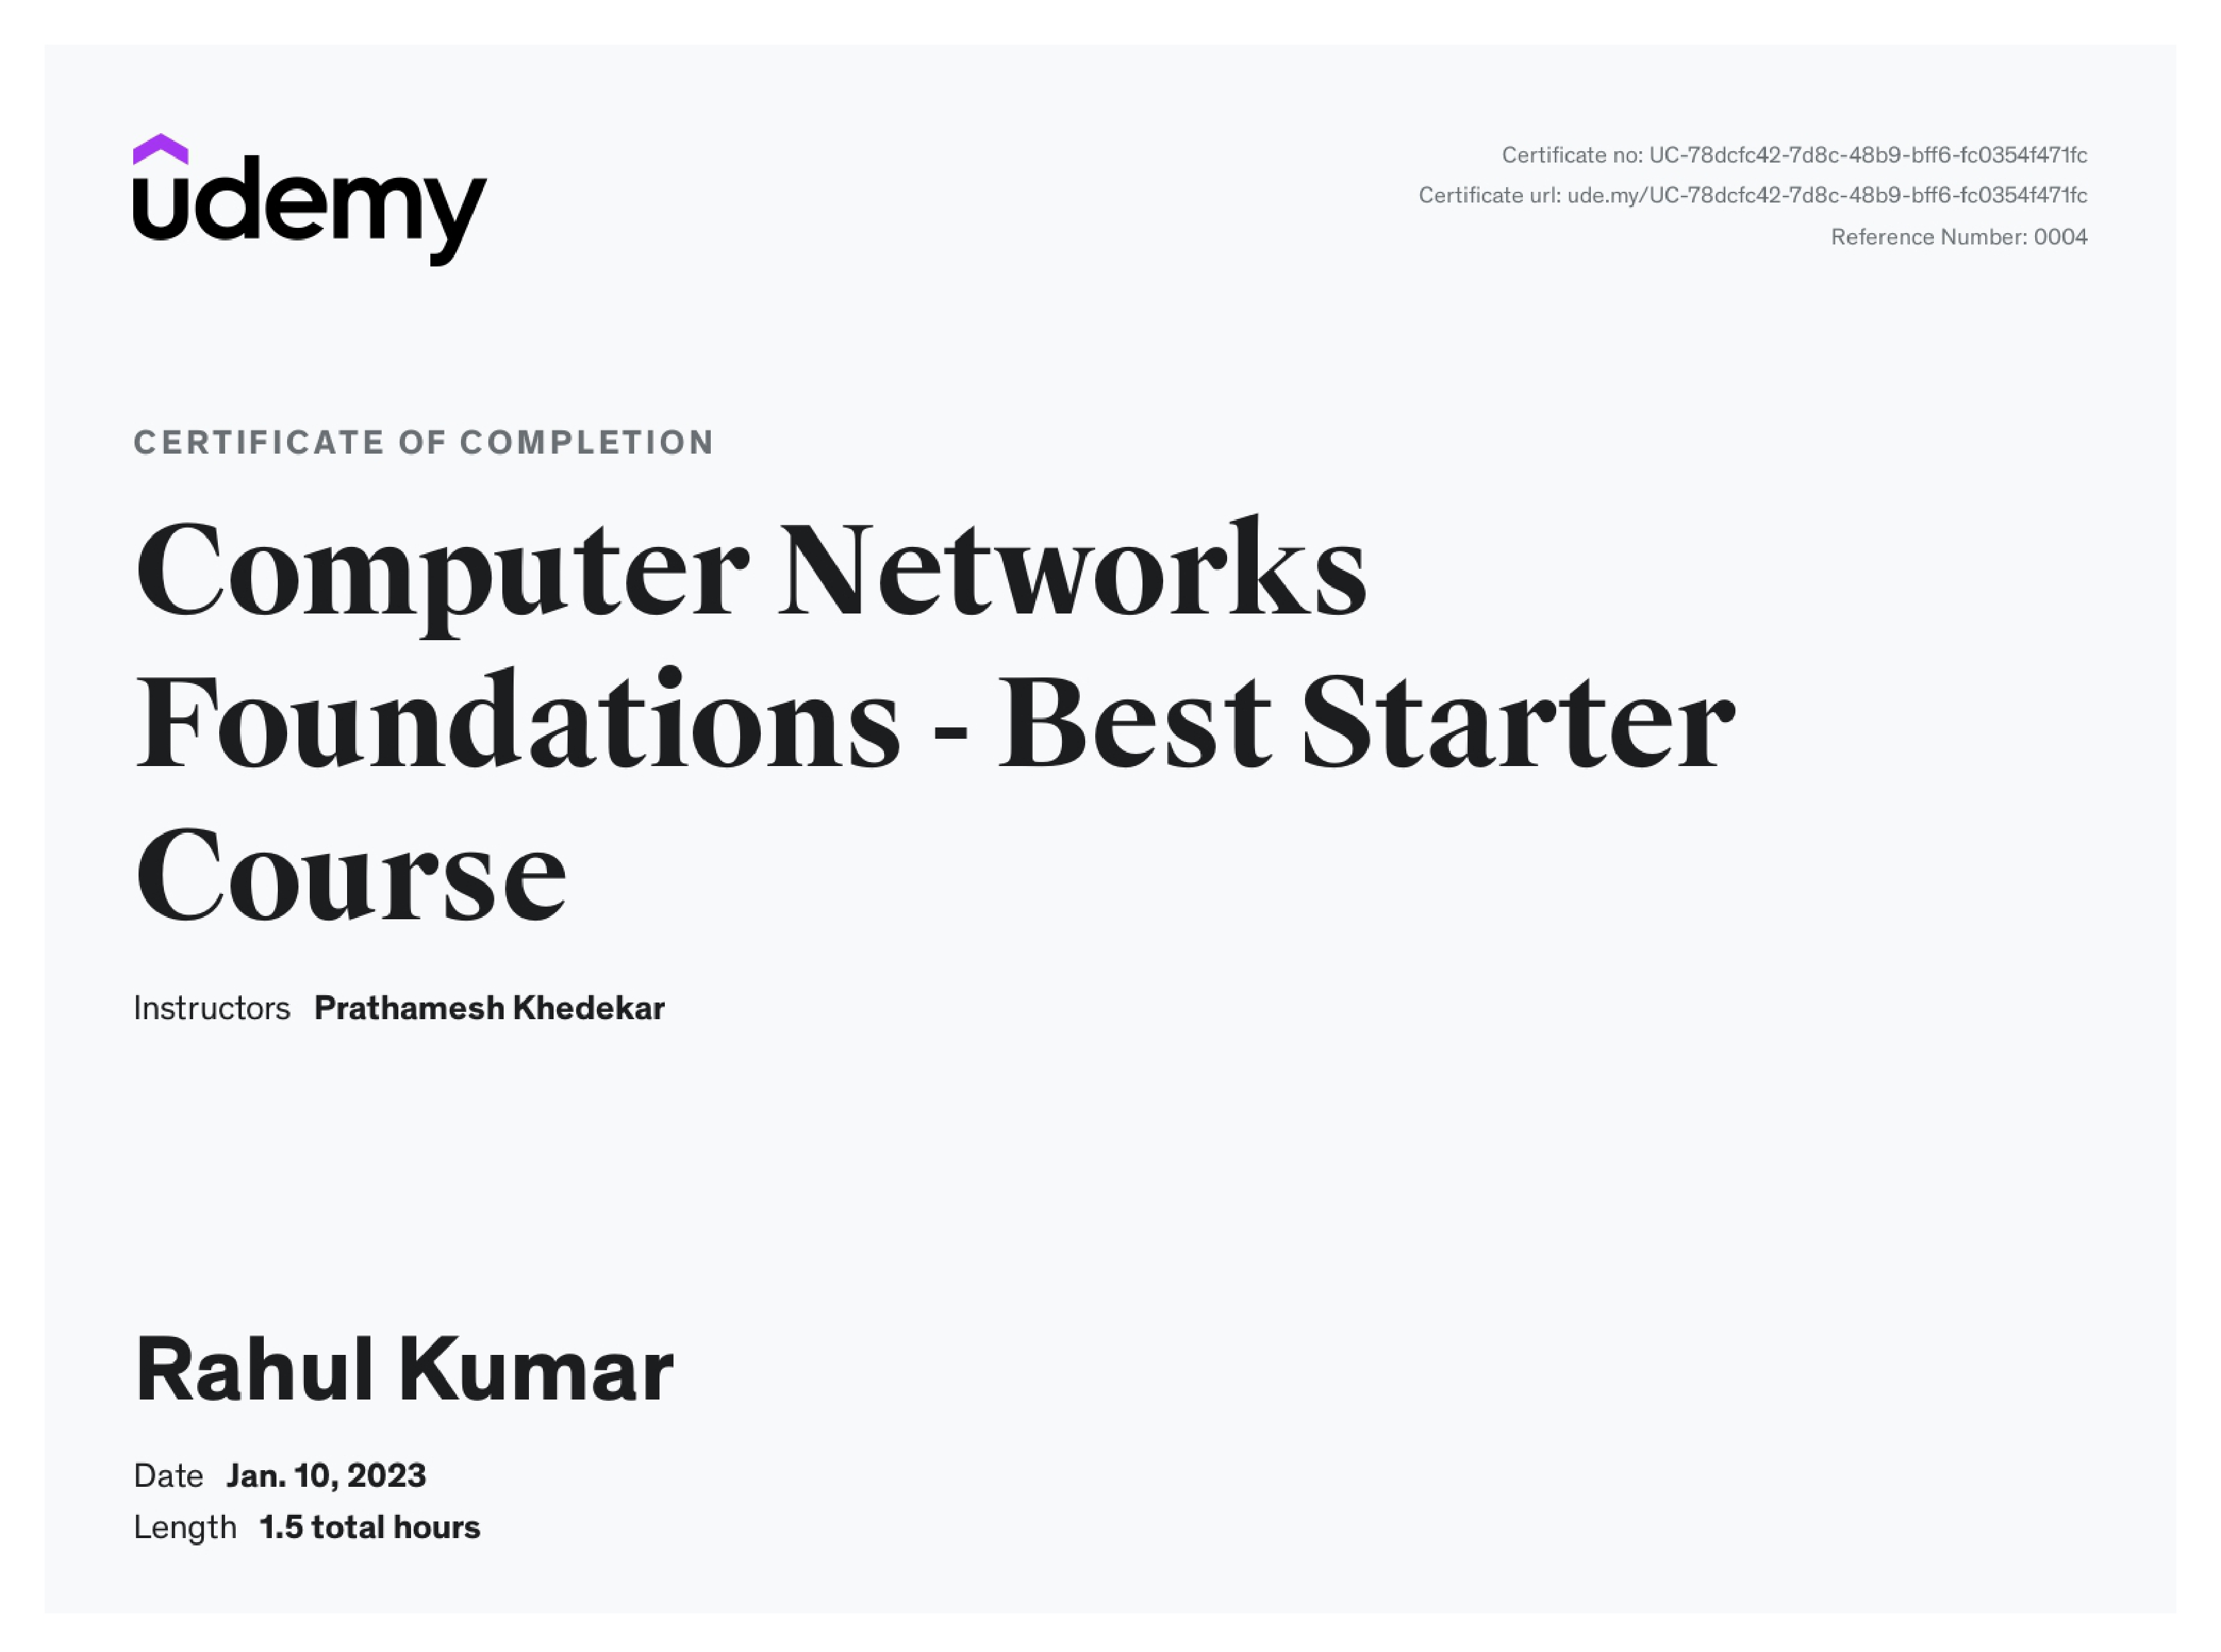 udemy
Certificate no: UC-78dcfc42-7d8c-48b9-bff6-fc0354f471fc
Certificate url: ude.my/UC-78dcfc42-7d8c-48b9-bff6-fc0354f471fc
Reference Number: 0004
CERTIFICATE OF COMPLETION
Computer Networks
Foundations - Best Starter
Course
Instructors Prathamesh Khedekar
Rahul Kumar
Date Jan. 10, 2023
Length 1.5 total hours